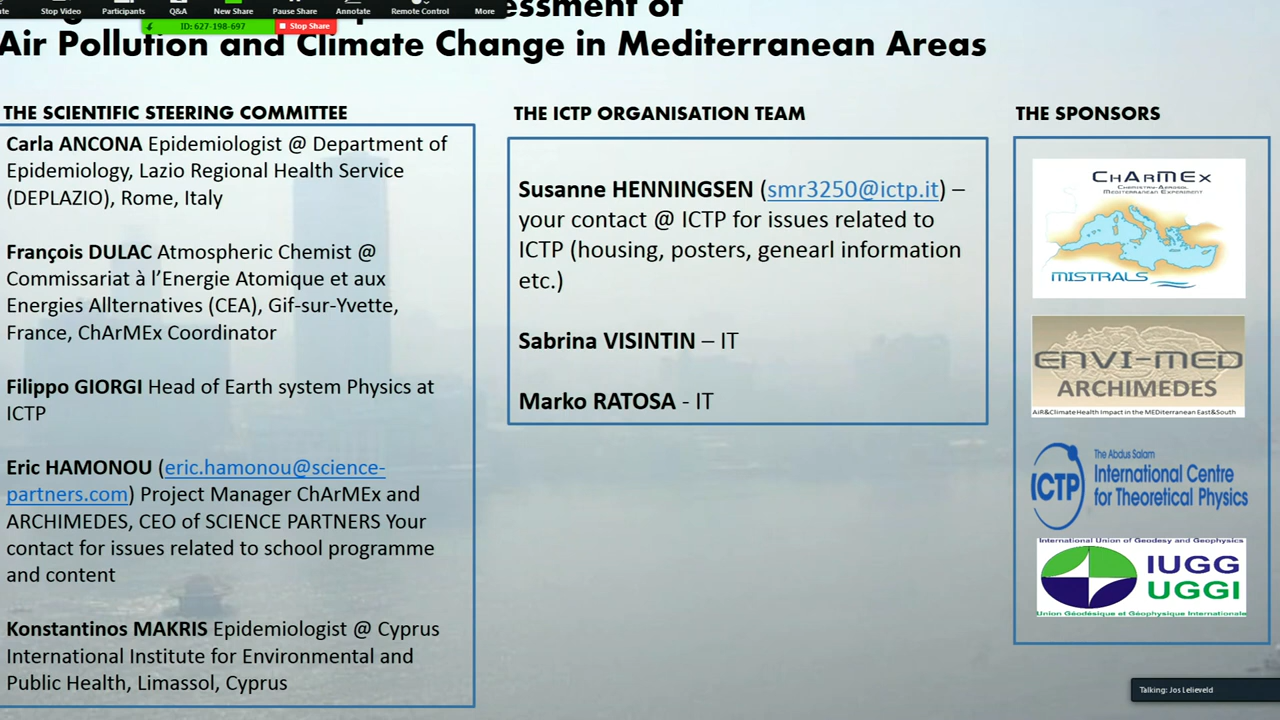 Stop Video
Participants
Q&A
New Share
Pause Share
Annotate
Remote Control
More
ID: 627-198-697
Stop Share
Air Pollution and Climate Change in Mediterranean Areas
THE SCIENTIFIC STEERING COMMITTEE
Carla ANCONA Epidemiologist @ Department of
Epidemiology, Lazio Regional Health Service
(DEPLAZIO), Rome, Italy
François DULAC Atmospheric Chemist @
Commissariat à l’Energie Atomique et aux
Energies Allternatives (CEA), Gif-sur-Yvette,
France, ChArMEx Coordinator
Filippo GIORGI Head of Earth system Physics at
ICTP
Eric HAMONOU (eric.hamonou@science-
partners.com) Project Manager ChArMEx and
ARCHIMEDES, CEO of SCIENCE PARTNERS Your
contact for issues related to school programme
and content
Konstantinos MAKRIS Epidemiologist @ Cyprus
International Institute for Environmental and
Public Health, Limassol, Cyprus
THE ICTP ORGANISATION TEAM
Susanne HENNINGSEN (smr3250@ictp.it) –
your contact @ ICTP for issues related to
ICTP (housing, posters, genearl information
etc.)
Sabrina VISINTIN – IT
Marko RATOSA - IT
THE SPONSORS
CHARMEX
CHEMISTRY-AEROSOL
MEDITERRANEAN EXPERIMENT
MISTRALS
ENVI-MED
ARCHIMEDES
AiR&Climate Health Impact in the MEDiterranean East&South
ICTP
The Abdus Salam
International Centre
for Theoretical Physics
International Union of Geodesy and Geophysics
IUGG
UGGI
Union Géodésique et Géophysique Internationale
Talking: Jos Lelieveld